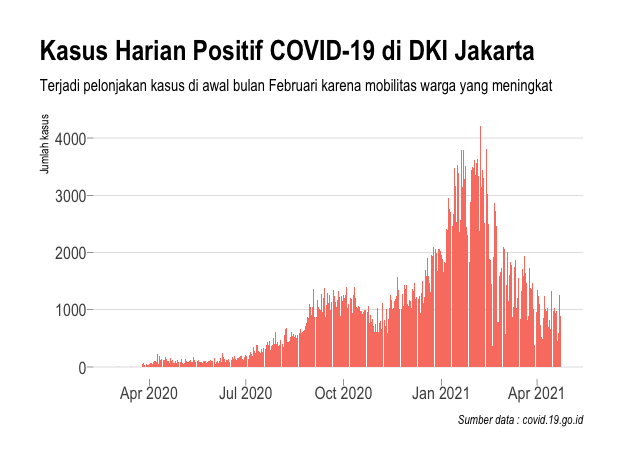 Kasus Harian Positif COVID-19 di DKI Jakarta
Terjadi pelonjakan kasus di awal bulan Februari karena mobilitas warga yang meningkat
Jumlah kasus
4000
3000
2000
1000
0
Apr 2020 Jul 2020 Oct 2020 Jan 2021 Apr 2021
Sumber data : covid.19.go.id